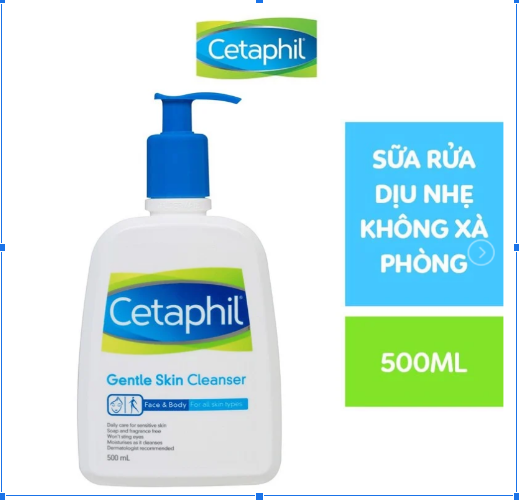 Cetaphil
SỮA RỬA
DỊU NHẸ
KHÔNG XÀ
PHÒNG
500ML
Cetaphil
Gentle Skin Cleanser
Face & Body For all skin types
Daily care for sensitive skin
Soap and fragrance free
Won't sting eyes
Moisturises as it cleanses
Dermatologist recommended
500 mL